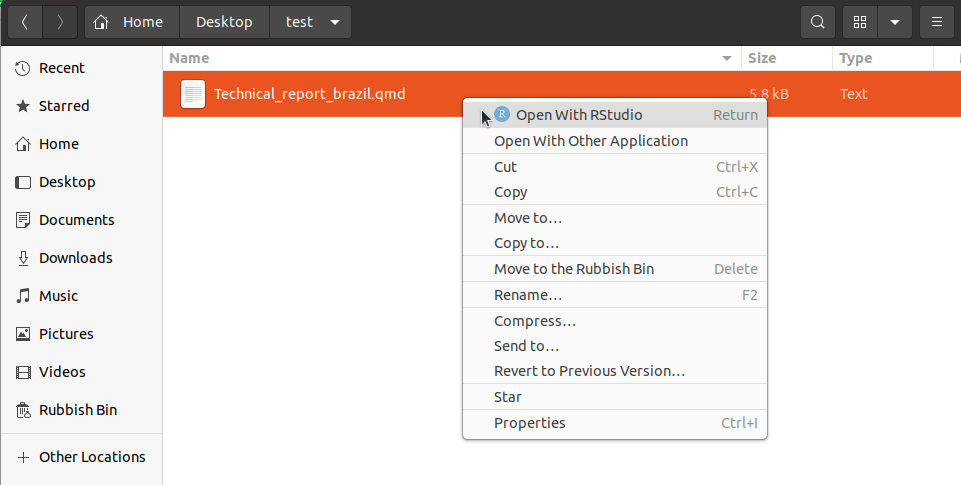 Home Desktop test
Name Size Type
Recent
Starred
Home
Desktop
Documents
Downloads
Music
Pictures
Videos
Rubbish Bin
Other Locations
Technical_report_brazil.qmd 5.8 kB Text
R Open With RStudio Return
Open With Other Application
Cut Ctrl+X
Copy Ctrl+C
Move to…
Copy to…
Move to the Rubbish Bin Delete
Rename… F2
Compress…
Send to…
Revert to Previous Version…
Star
Properties Ctrl+I